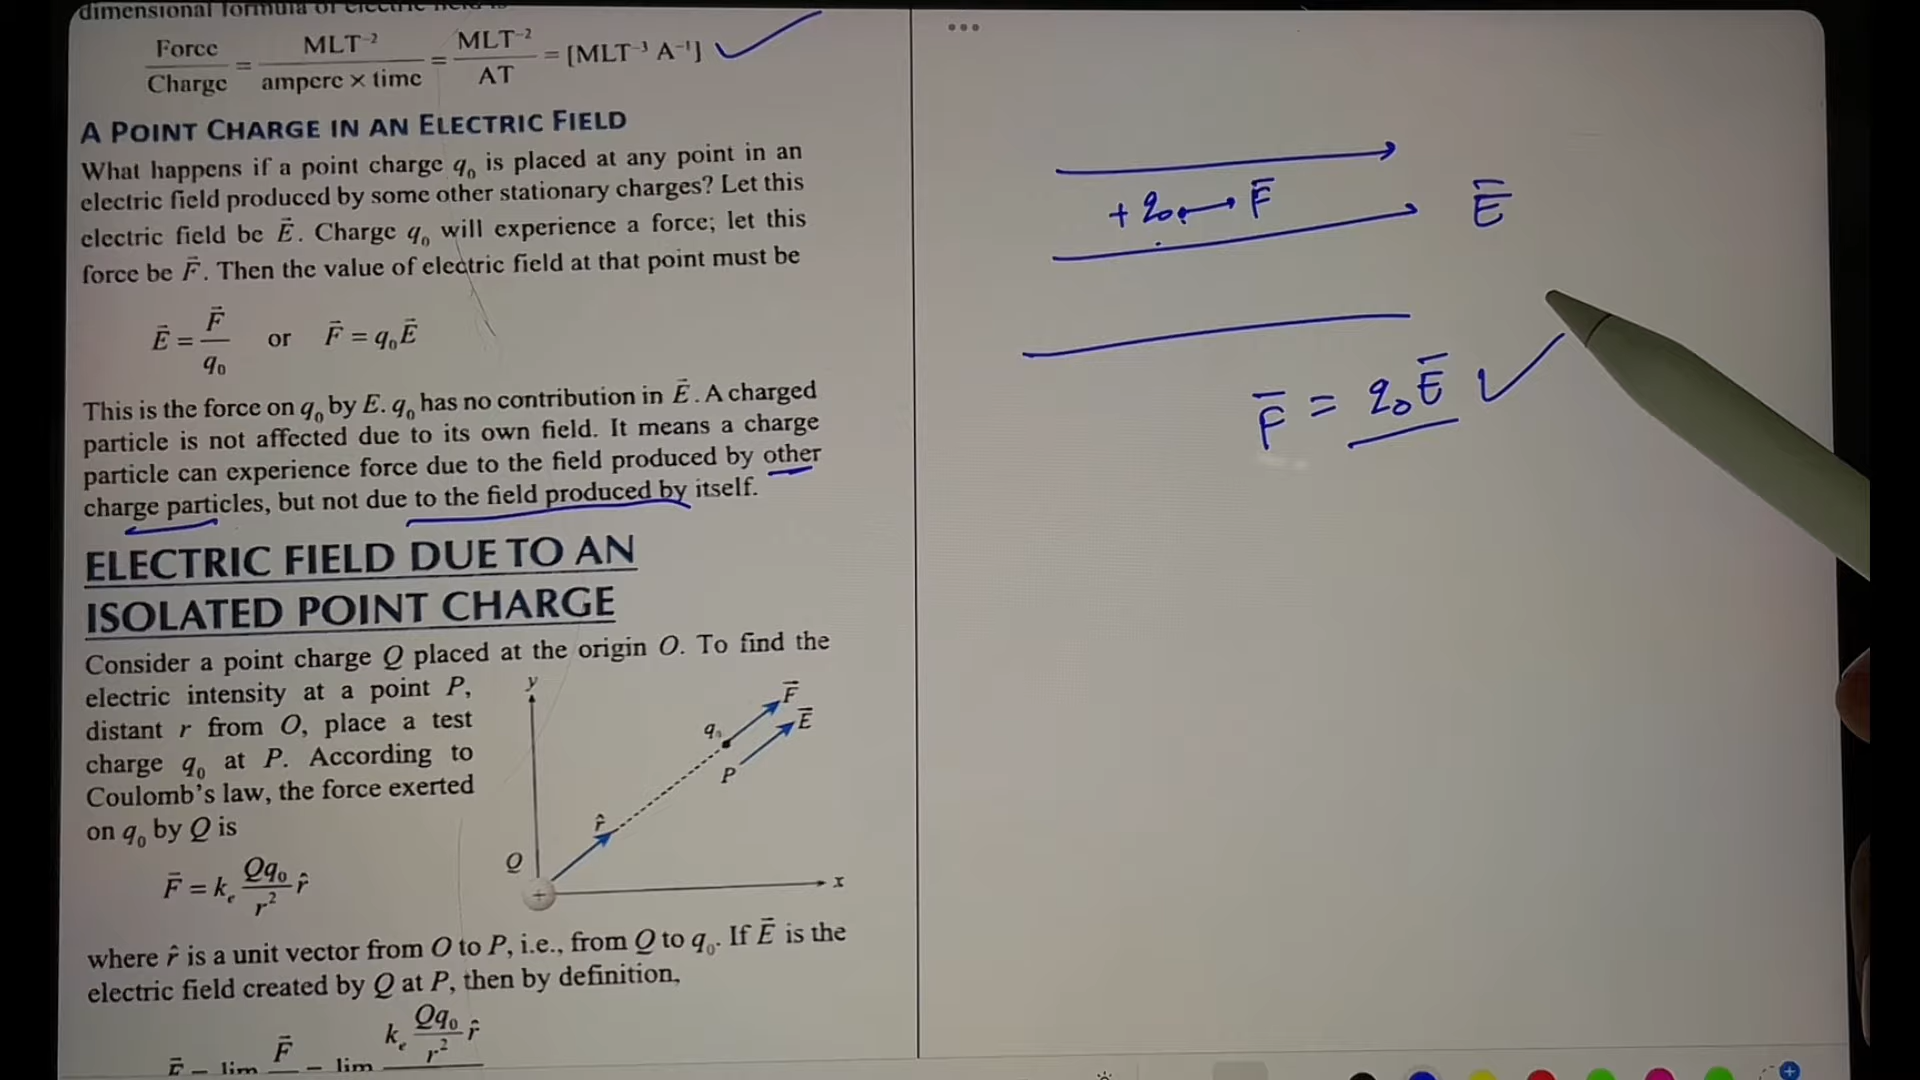 dimensional formula of electric field is
Force/Charge = MLT⁻²/ampere × time = MLT⁻²/AT = [MLT⁻³ A⁻¹]
A POINT CHARGE IN AN ELECTRIC FIELD
What happens if a point charge q₀ is placed at any point in an
electric field produced by some other stationary charges? Let this
electric field be E⃗. Charge q₀ will experience a force; let this
force be F⃗. Then the value of electric field at that point must be
E⃗ = F⃗/q₀ or F⃗ = q₀E⃗
This is the force on q₀ by E. q₀ has no contribution in E⃗. A charged
particle is not affected due to its own field. It means a charge
particle can experience force due to the field produced by other
charge particles, but not due to the field produced by itself.
ELECTRIC FIELD DUE TO AN
ISOLATED POINT CHARGE
Consider a point charge Q placed at the origin O. To find the
electric intensity at a point P,
distant r from O, place a test
charge q₀ at P. According to
Coulomb's law, the force exerted
on q₀ by Q is
F⃗ = kₑ Qq₀/r² r̂
y
F⃗
q₀
E⃗
P
r̂
Q
+
x
where r̂ is a unit vector from O to P, i.e., from Q to q₀. If E⃗ is the
electric field created by Q at P, then by definition,
E⃗ = lim F⃗ = lim kₑ Qq₀/r² r̂
+q₀ F̅
E̅
F̅ = q₀E̅